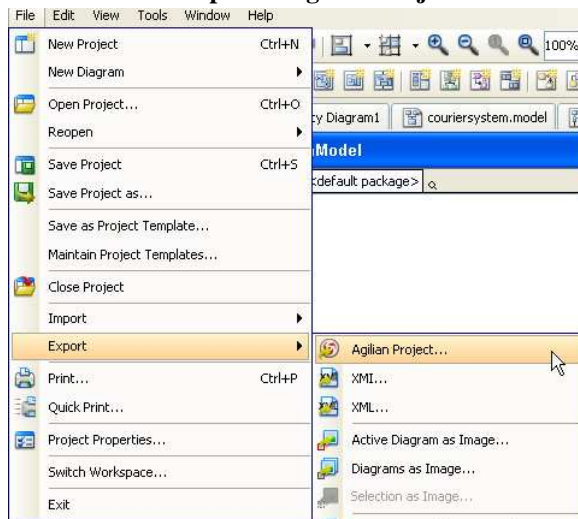 File Edit View Tools Window Help
New Project Ctrl+N
100%
New Diagram
Open Project... Ctrl+O
cy Diagram1 couriersystem.model
Reopen
Model
Save Project Ctrl+S
<default package>
Save Project as...
Save as Project Template...
Maintain Project Templates...
Close Project
Import
Export
Agilian Project...
Print... Ctrl+P
XMI...
Quick Print...
XML...
Project Properties...
Active Diagram as Image...
Switch Workspace...
Diagrams as Image...
Exit
Selection as Image...